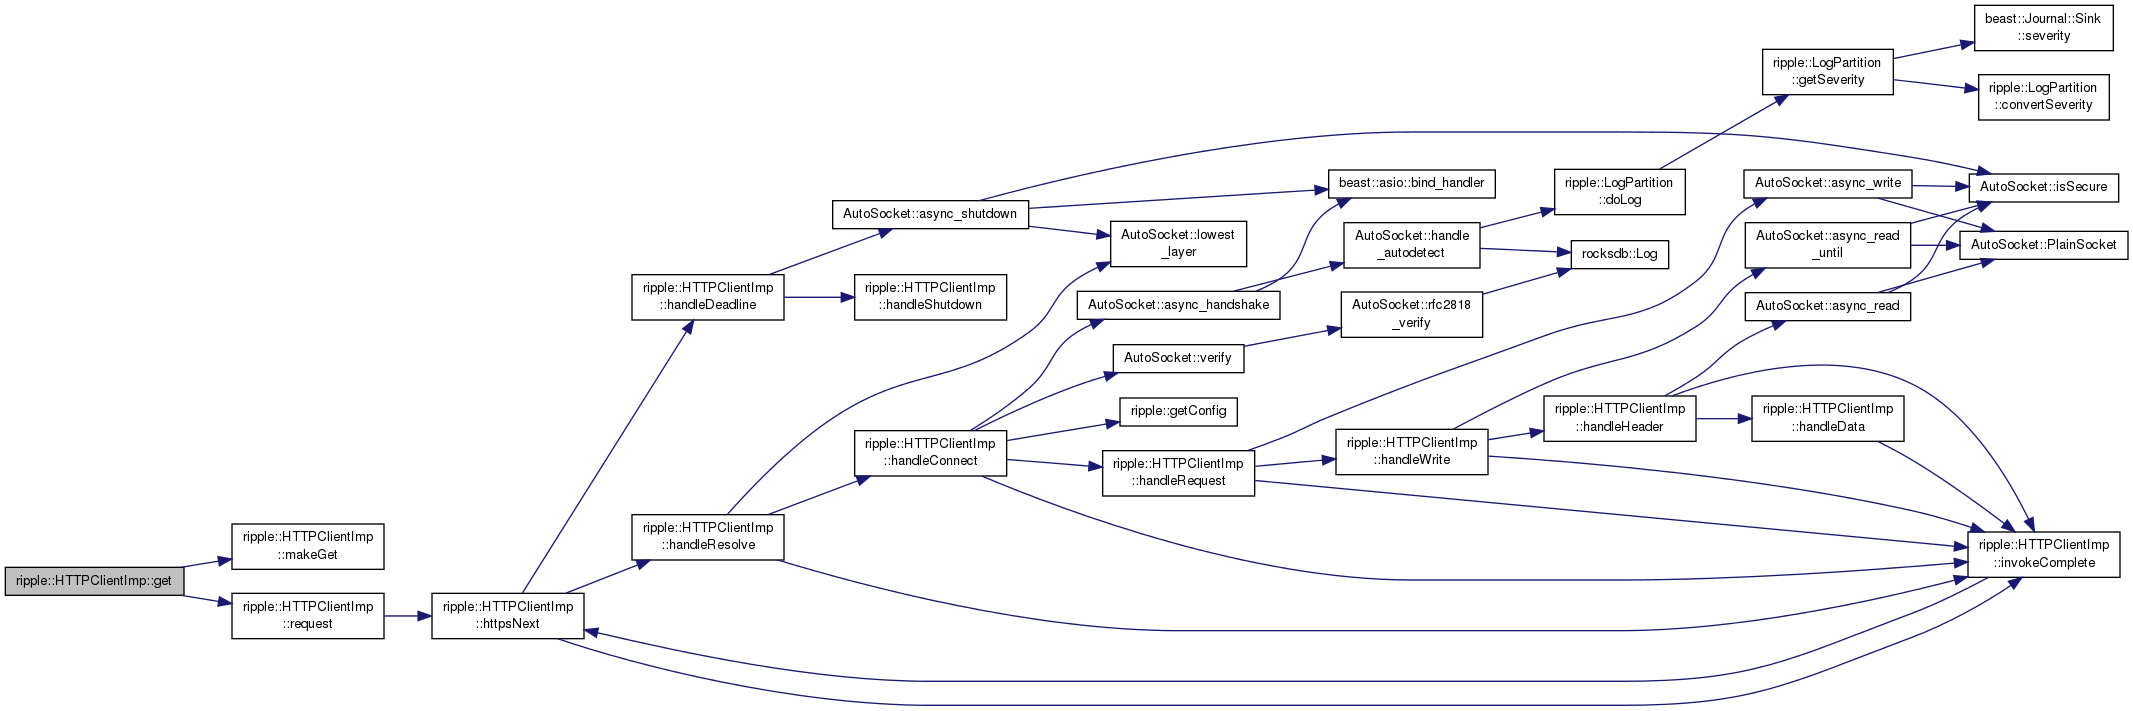 beast::Journal::Sink
::severity
ripple::LogPartition
::getSeverity
ripple::LogPartition
::convertSeverity
beast::asio::bind_handler
ripple::LogPartition
::doLog
AutoSocket::async_write
AutoSocket::isSecure
AutoSocket::async_shutdown
AutoSocket::lowest
_layer
AutoSocket::handle
_autodetect
rocksdb::Log
AutoSocket::async_read
_until
AutoSocket::PlainSocket
ripple::HTTPClientImp
::handleDeadline
ripple::HTTPClientImp
::handleShutdown
AutoSocket::async_handshake
AutoSocket::rfc2818
_verify
AutoSocket::async_read
AutoSocket::verify
ripple::getConfig
ripple::HTTPClientImp
::handleHeader
ripple::HTTPClientImp
::handleData
ripple::HTTPClientImp
::handleConnect
ripple::HTTPClientImp
::handleRequest
ripple::HTTPClientImp
::handleWrite
ripple::HTTPClientImp
::makeGet
ripple::HTTPClientImp
::handleResolve
ripple::HTTPClientImp
::invokeComplete
ripple::HTTPClientImp::get
ripple::HTTPClientImp
::request
ripple::HTTPClientImp
::httpsNext